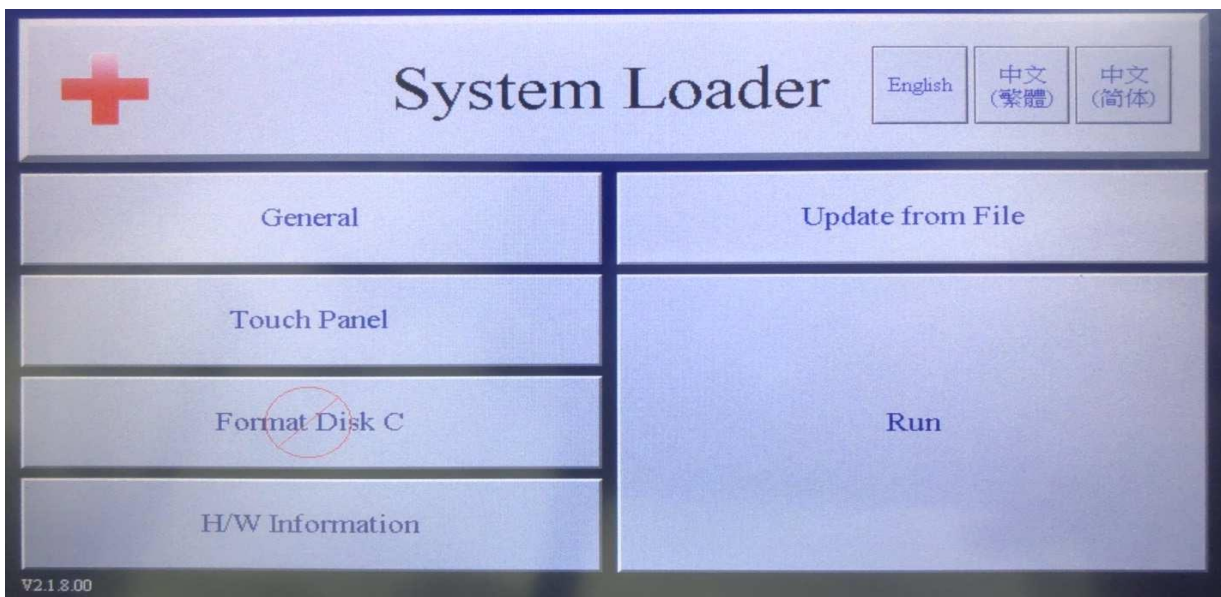 System Loader
English
中文
(繁體)
中文
(简体)
General
Update from File
Touch Panel
Format Disk C
Run
H/W Information
V2.1.8.00